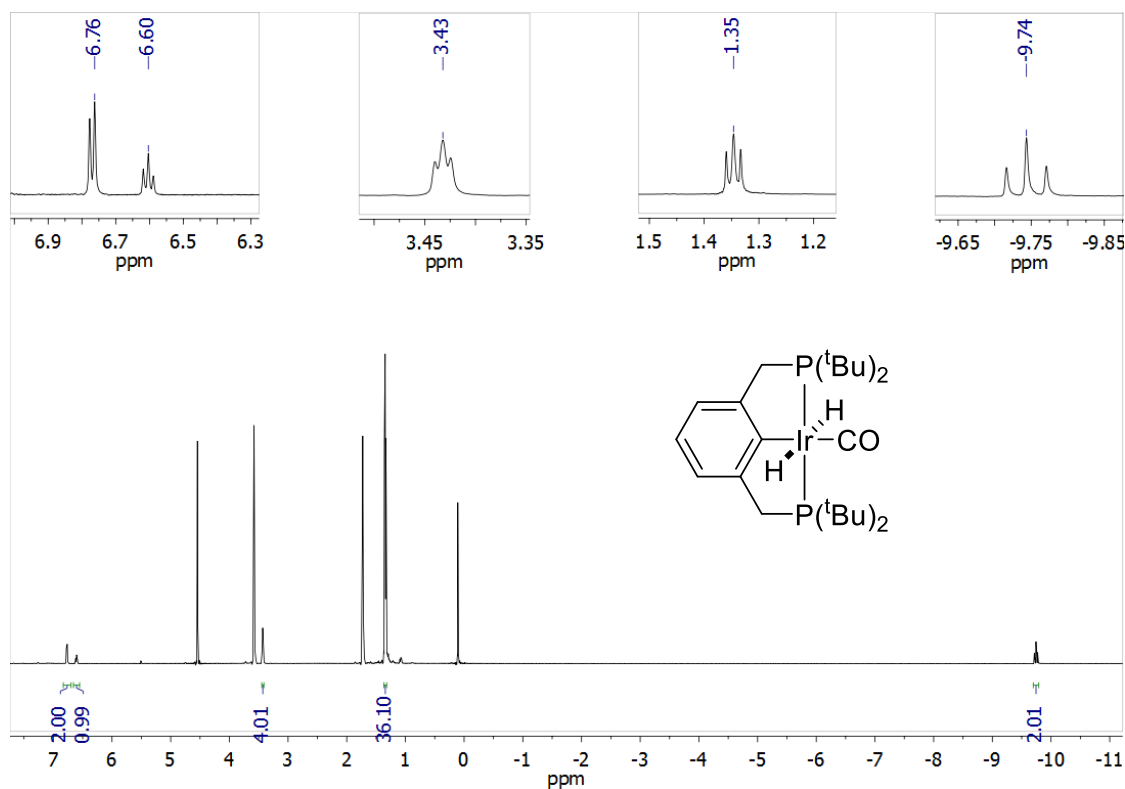 6.76
6.60
3.43
1.35
-9.74
6.9 6.7 6.5 6.3
ppm
3.45 3.35
ppm
1.5 1.4 1.3 1.2
ppm
-9.65 -9.75 -9.85
ppm
P(ᵗBu)₂
H
Ir
CO
H
P(ᵗBu)₂
2.00
0.99
4.01
36.10
2.01
7 6 5 4 3 2 1 0 -1 -2 -3 -4 -5 -6 -7 -8 -9 -10 -11
ppm